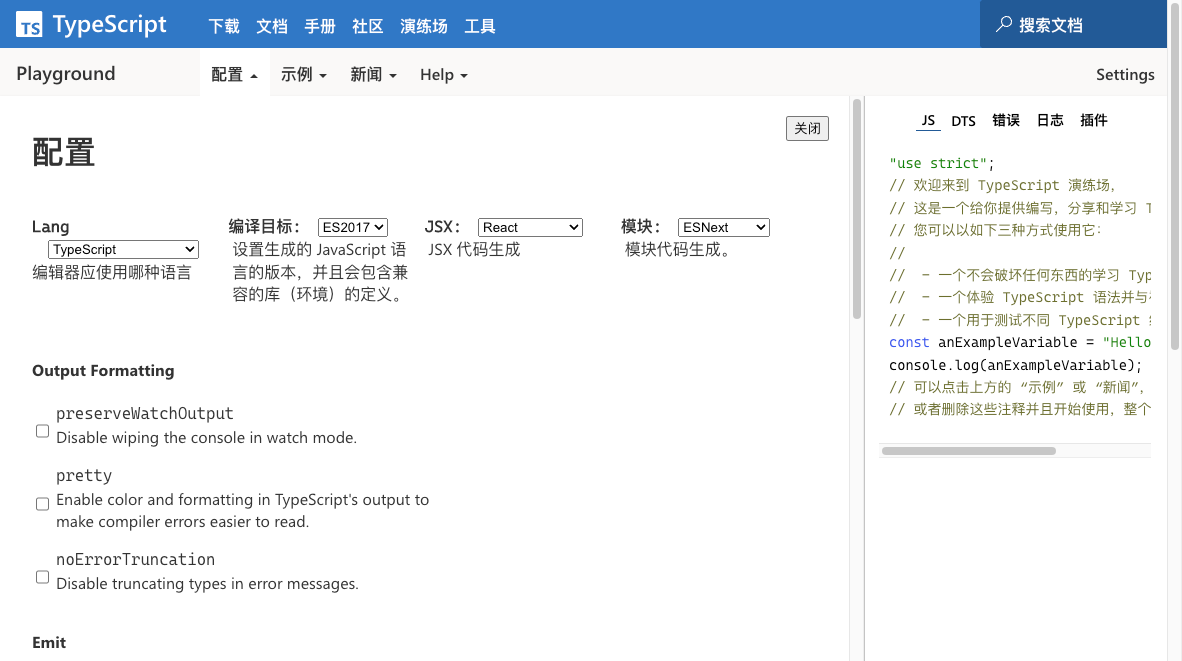 TS TypeScript 下载 文档 手册 社区 演练场 工具 搜索文档
Playground 配置 示例 新闻 Help Settings
关闭
配置
Lang
TypeScript
编辑器应使用哪种语言
编译目标： ES2017
设置生成的 JavaScript 语
言的版本，并且会包含兼
容的库（环境）的定义。
JSX： React
JSX 代码生成
模块： ESNext
模块代码生成。
Output Formatting
preserveWatchOutput
Disable wiping the console in watch mode.
pretty
Enable color and formatting in TypeScript's output to
make compiler errors easier to read.
noErrorTruncation
Disable truncating types in error messages.
Emit
JS DTS 错误 日志 插件
"use strict";
// 欢迎来到 TypeScript 演练场，
// 这是一个给你提供编写，分享和学习 T
// 您可以以如下三种方式使用它：
//
// - 一个不会破坏任何东西的学习 Typ
// - 一个体验 TypeScript 语法并与
// - 一个用于测试不同 TypeScript
const anExampleVariable = "Hello
console.log(anExampleVariable);
// 可以点击上方的 “示例” 或 “新闻”，
// 或者删除这些注释并且开始使用，整个